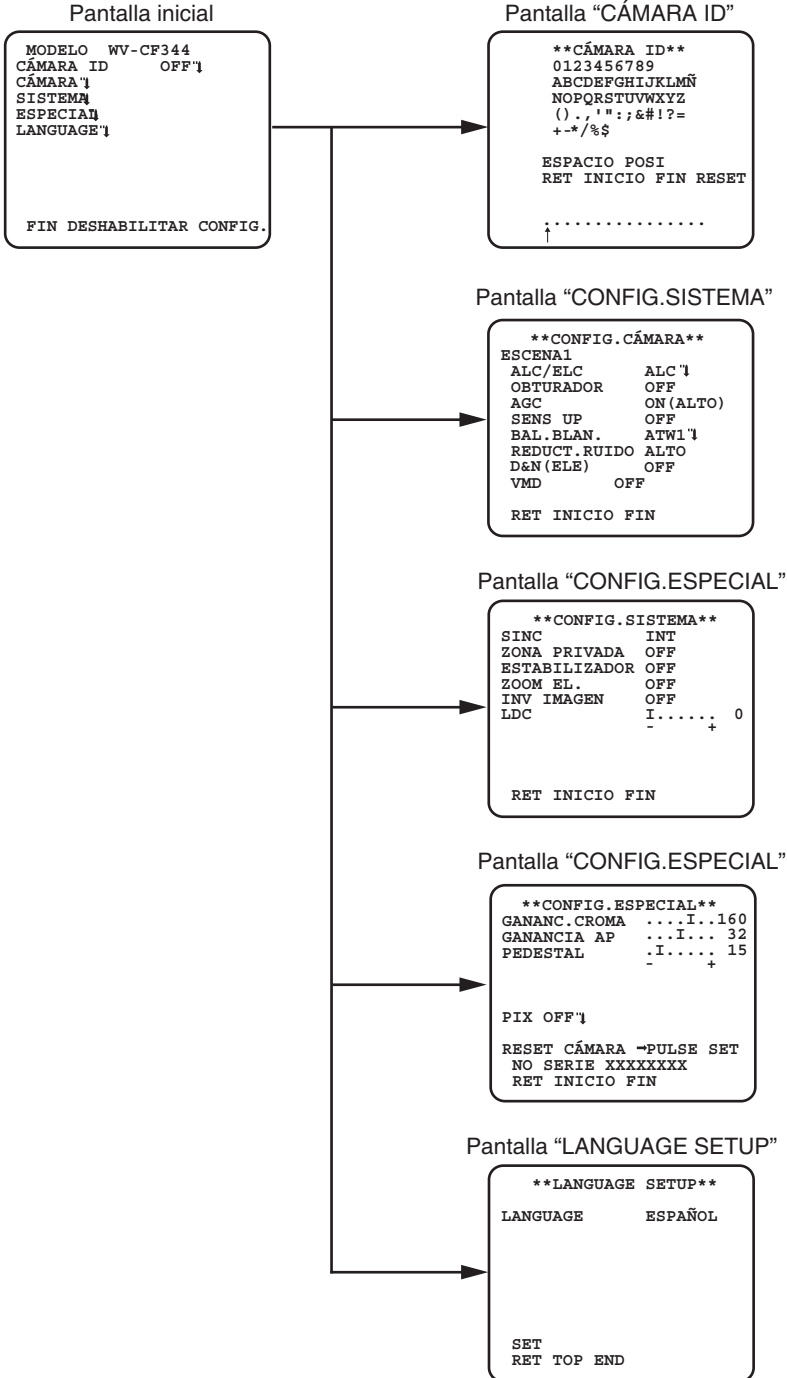 Pantalla inicial
MODELO WV-CF344
CÁMARA ID OFF
CÁMARA
SISTEMA
ESPECIAL
LANGUAGE
FIN DESHABILITAR CONFIG.
Pantalla “CÁMARA ID”
**CÁMARA ID**
0123456789
ABCDEFGHIJKLMÑ
NOPQRSTUVWXYZ
().,'":;&#!?=
+-*/%$
ESPACIO POSI
RET INICIO FIN RESET
................
↑
Pantalla “CONFIG.SISTEMA”
**CONFIG.CÁMARA**
ESCENA1
ALC/ELC ALC
OBTURADOR OFF
AGC ON(ALTO)
SENS UP OFF
BAL.BLAN. ATW1
REDUCT.RUIDO ALTO
D&N(ELE) OFF
VMD OFF
RET INICIO FIN
Pantalla “CONFIG.ESPECIAL”
**CONFIG.SISTEMA**
SINC INT
ZONA PRIVADA OFF
ESTABILIZADOR OFF
ZOOM EL. OFF
INV IMAGEN OFF
LDC I...... 0
- +
RET INICIO FIN
Pantalla “CONFIG.ESPECIAL”
**CONFIG.ESPECIAL**
GANANC.CROMA ....I..160
GANANCIA AP ...I... 32
PEDESTAL .I..... 15
- +
PIX OFF
RESET CÁMARA →PULSE SET
NO SERIE XXXXXXXX
RET INICIO FIN
Pantalla “LANGUAGE SETUP”
**LANGUAGE SETUP**
LANGUAGE ESPAÑOL
SET
RET TOP END